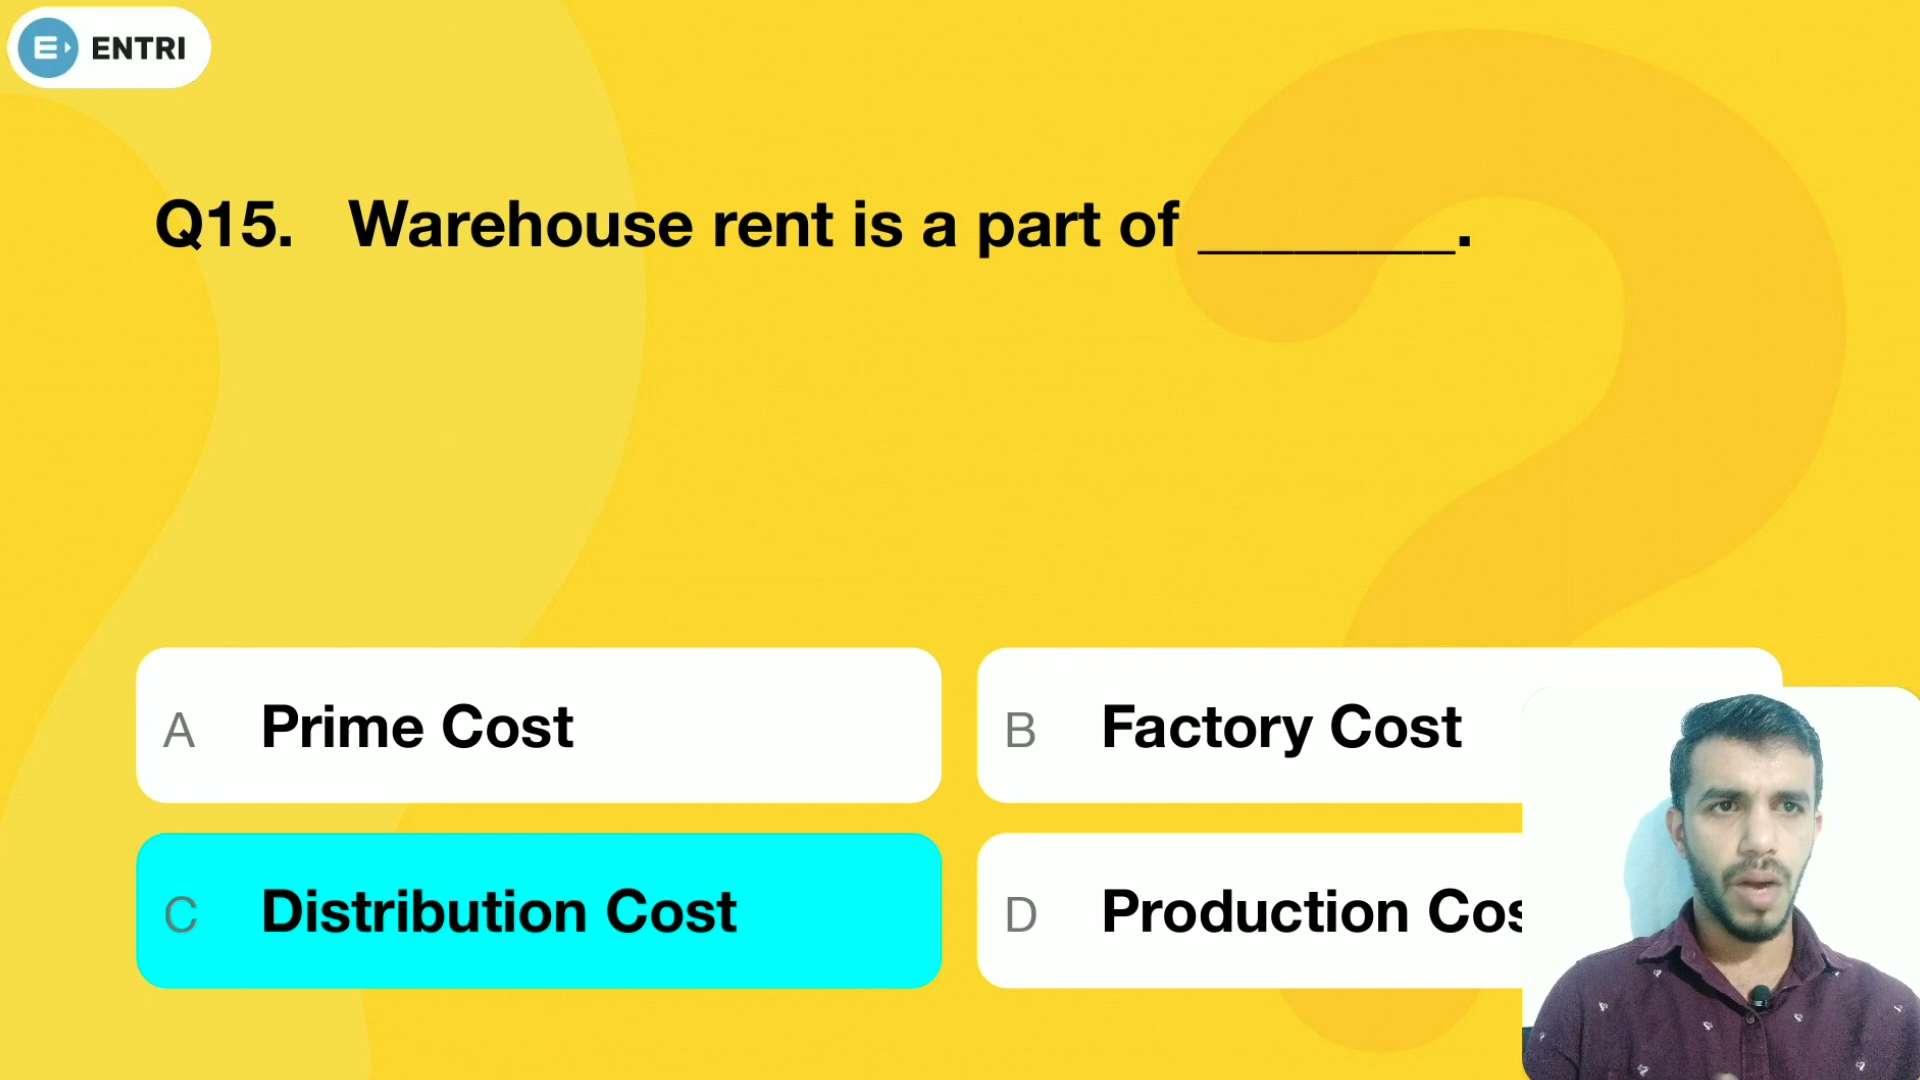 ENTRI
Q15. Warehouse rent is a part of ________.
A Prime Cost
B Factory Cost
C Distribution Cost
D Production Cos